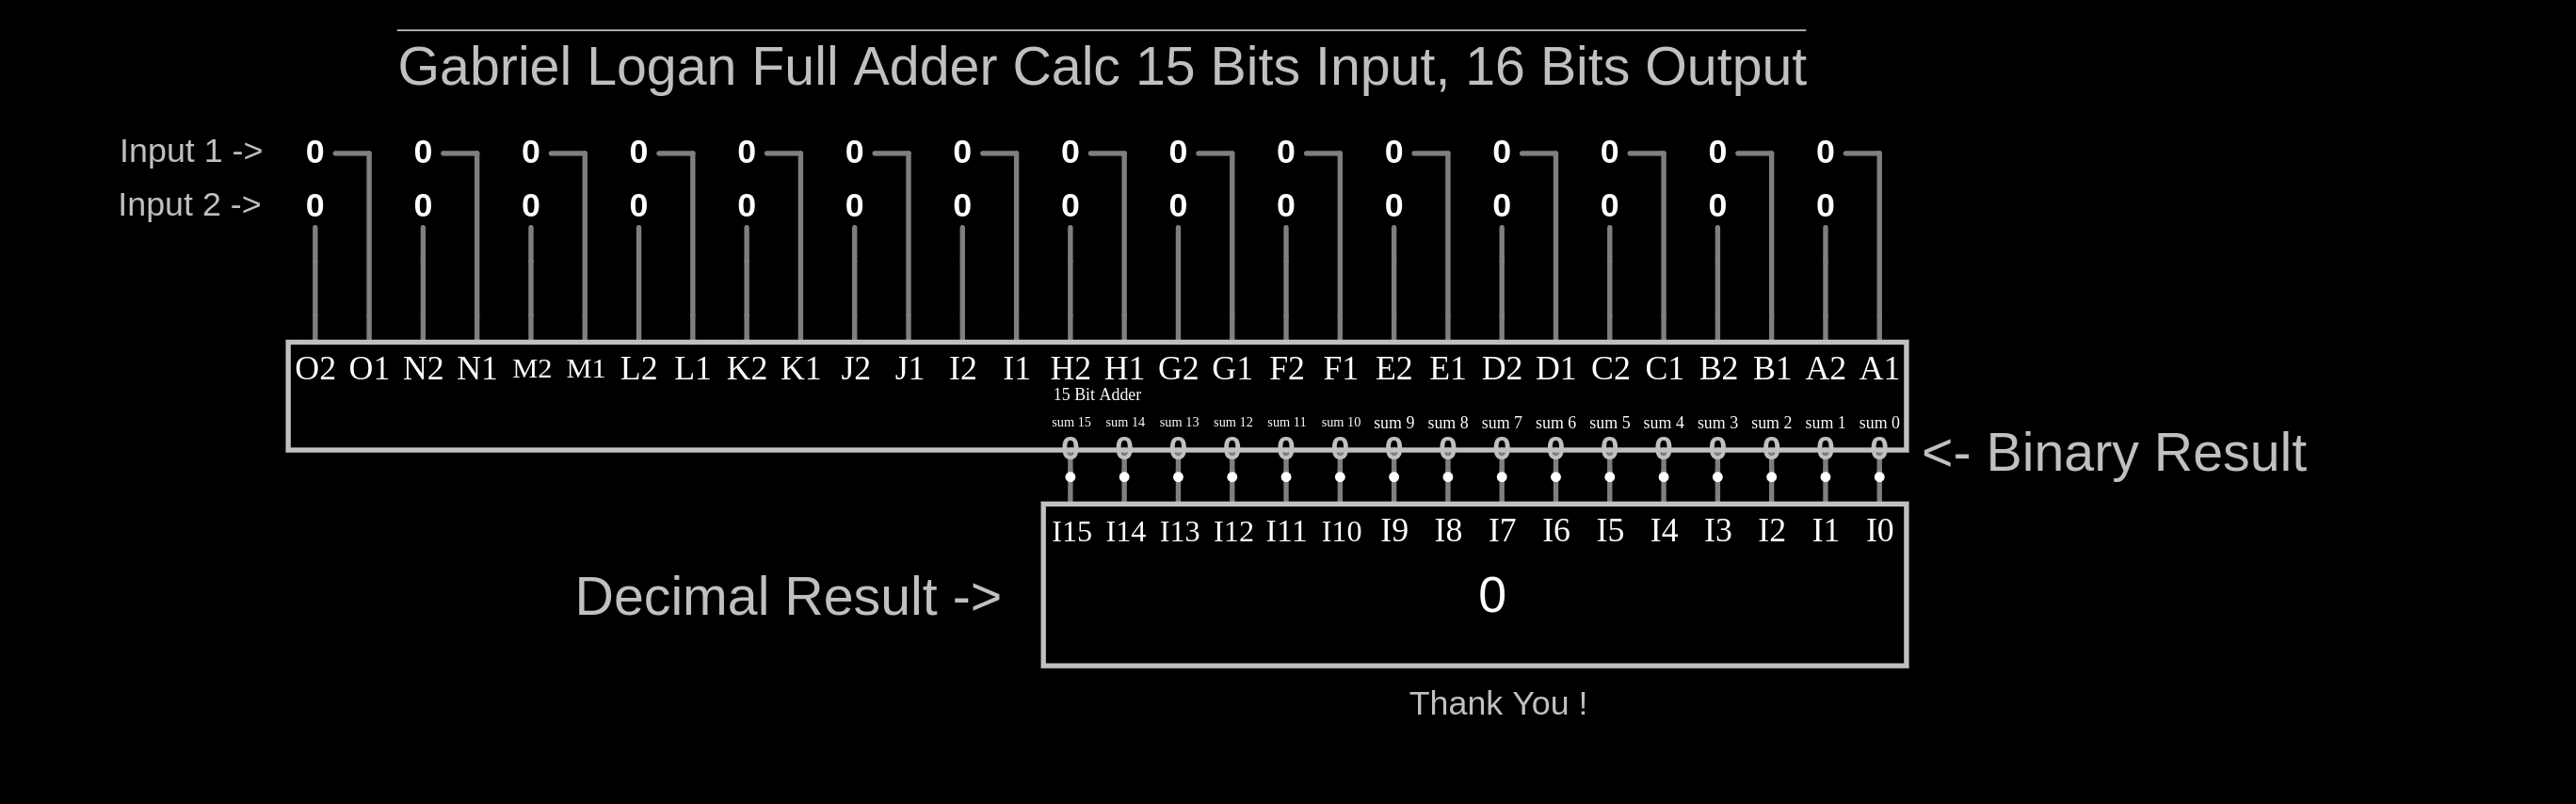 Gabriel Logan Full Adder Calc 15 Bits Input, 16 Bits Output
Input 1 -> 0 0 0 0 0 0 0 0 0 0 0 0 0 0 0
Input 2 -> 0 0 0 0 0 0 0 0 0 0 0 0 0 0 0
O2 O1 N2 N1 M2 M1 L2 L1 K2 K1 J2 J1 I2 I1 H2 H1 G2 G1 F2 F1 E2 E1 D2 D1 C2 C1 B2 B1 A2 A1
15 Bit Adder
sum 15 sum 14 sum 13 sum 12 sum 11 sum 10 sum 9 sum 8 sum 7 sum 6 sum 5 sum 4 sum 3 sum 2 sum 1 sum 0
0 0 0 0 0 0 0 0 0 0 0 0 0 0 0 0 <- Binary Result
I15 I14 I13 I12 I11 I10 I9 I8 I7 I6 I5 I4 I3 I2 I1 I0
Decimal Result -> 0
Thank You !